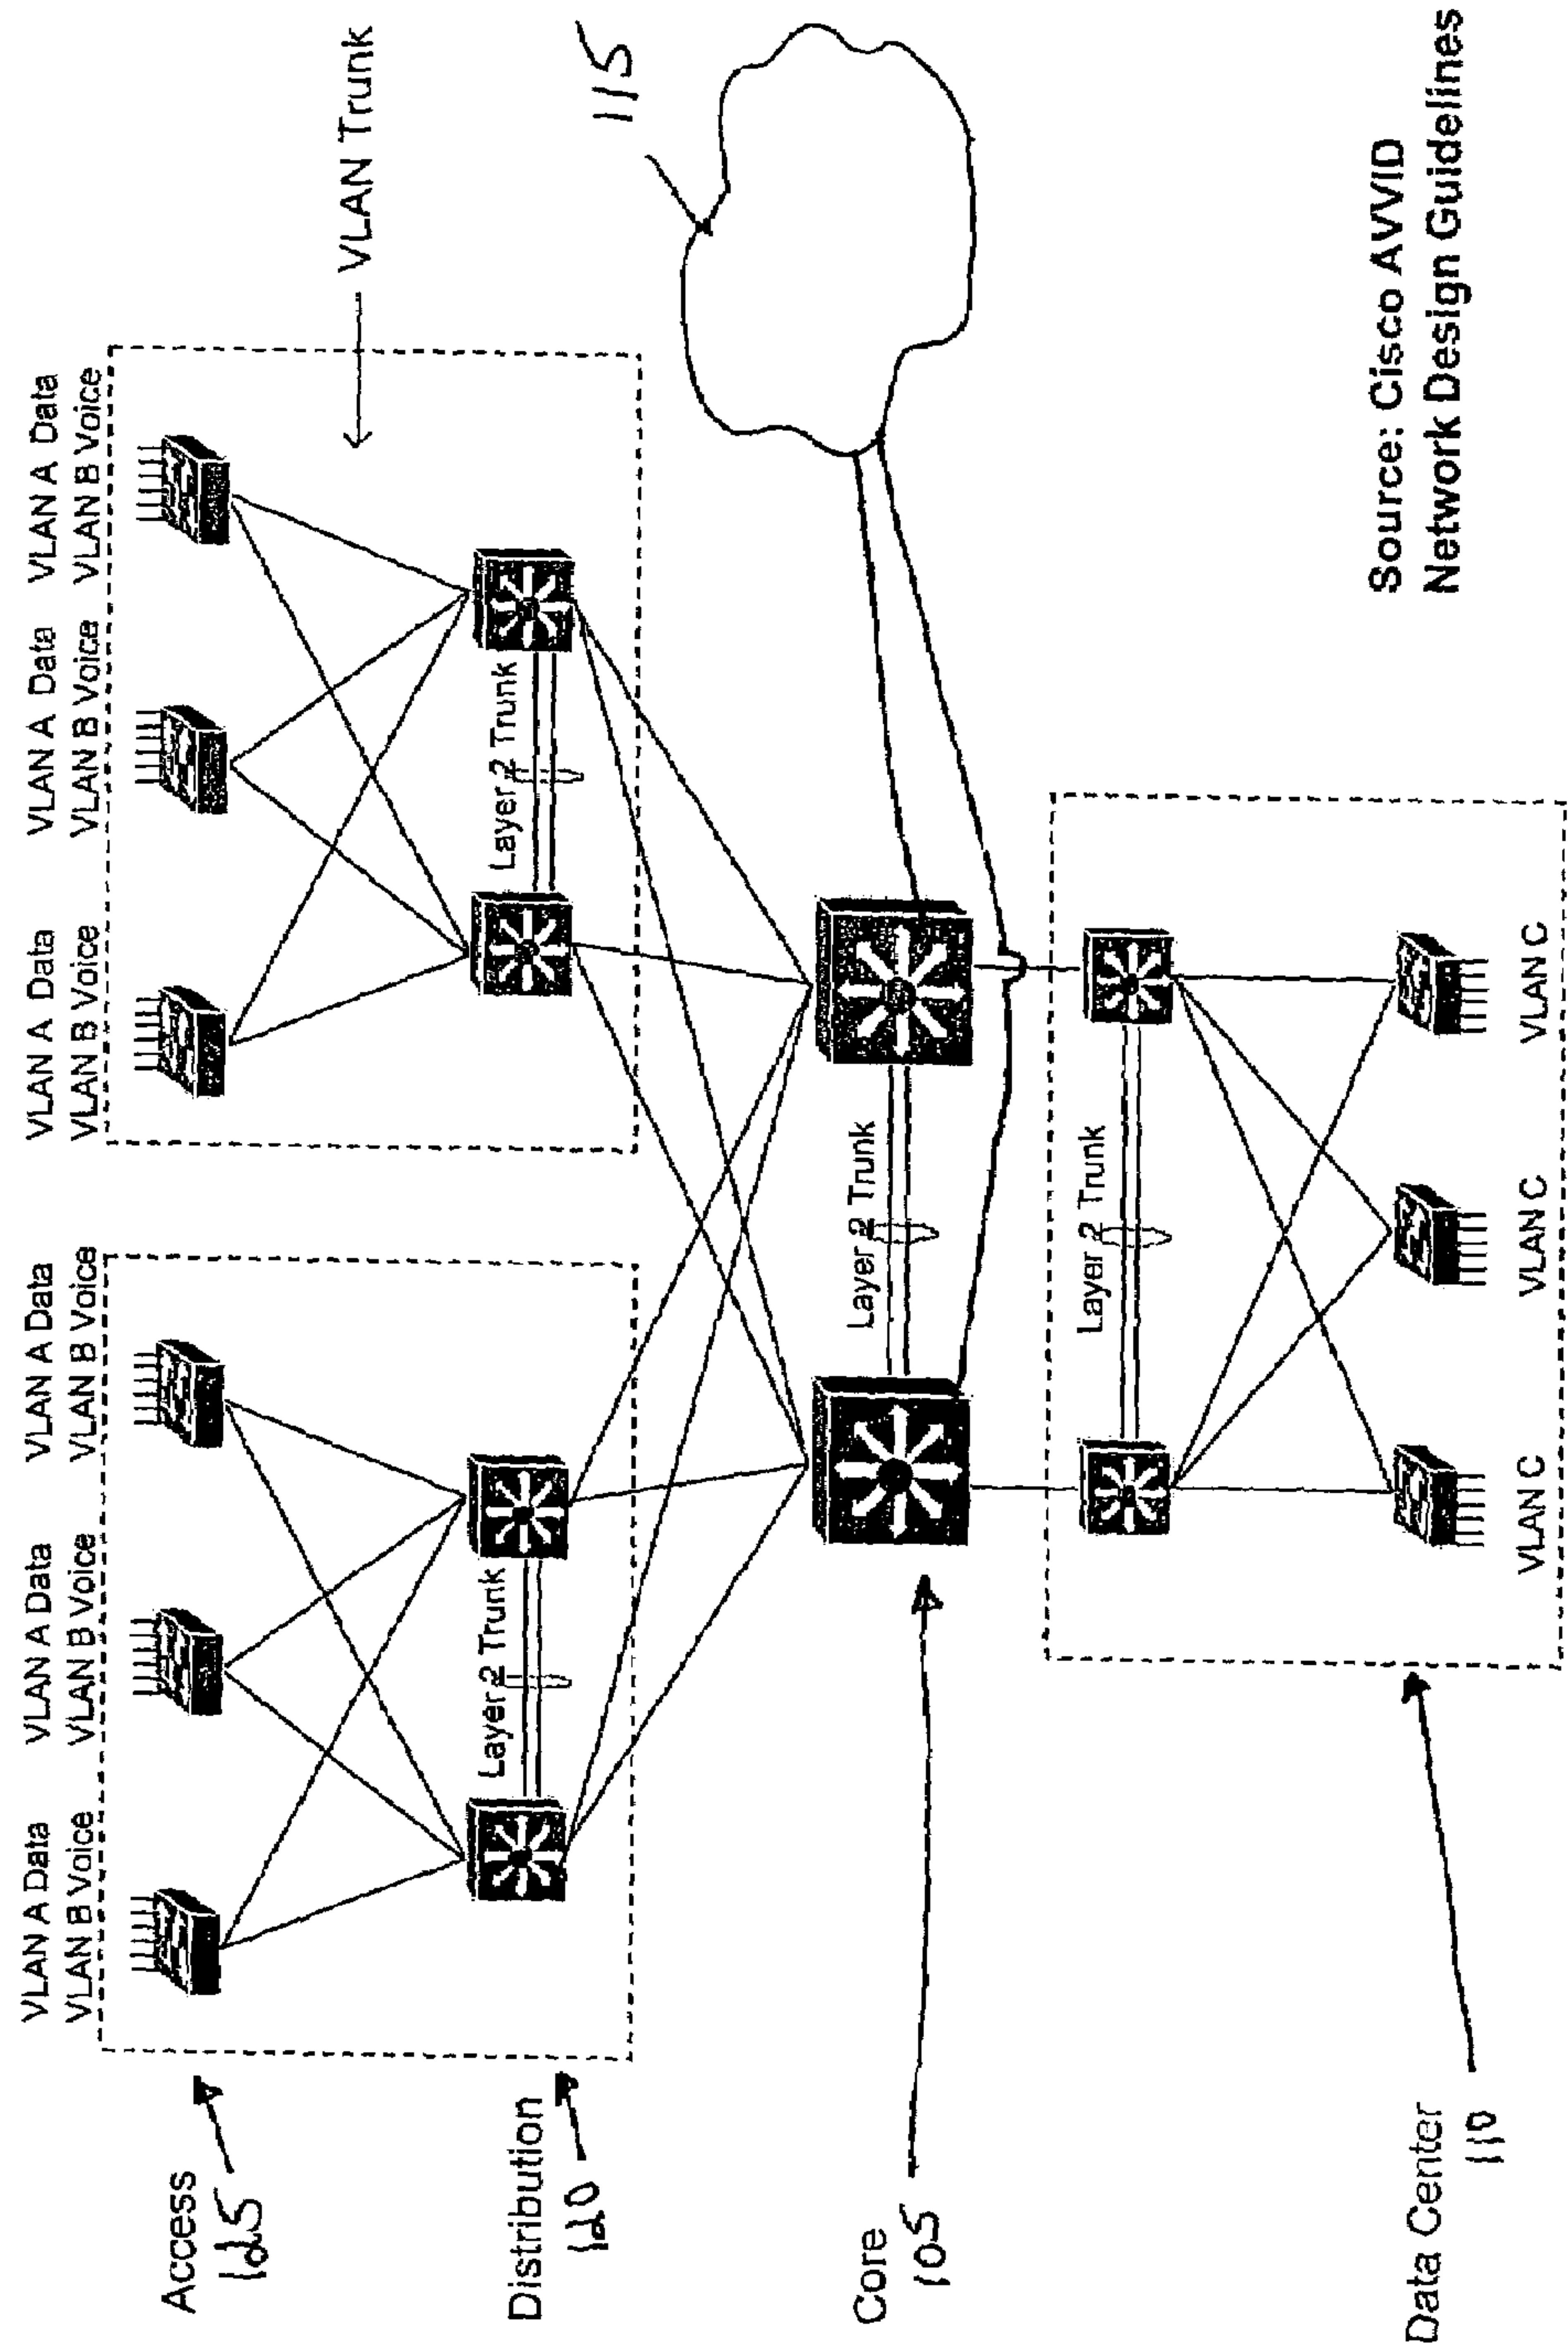 VLAN A Data
VLAN B Voice
VLAN A Data
VLAN B Voice
VLAN A Data
VLAN B Voice
VLAN A Data
VLAN B Voice
VLAN A Data
VLAN B Voice
VLAN A Data
VLAN B Voice
Access
125
VLAN Trunk
Distribution
120
Layer 2 Trunk
Layer 2 Trunk
115
Core
105
Layer 2 Trunk
Layer 2 Trunk
Data Center
110
VLAN C
VLAN C
VLAN C
Source: Cisco AVVID
Network Design Guidelines